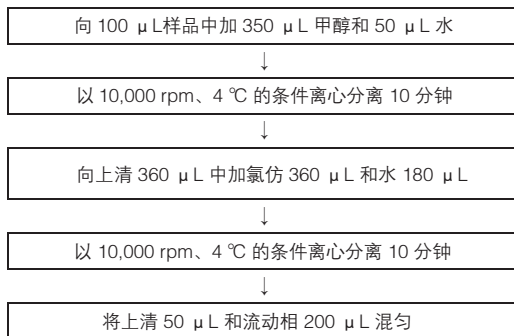 向 100 μL样品中加 350 μL 甲醇和 50 μL 水
↓
以 10,000 rpm、4 ℃ 的条件离心分离 10 分钟
↓
向上清 360 μL 中加氯仿 360 μL 和水 180 μL
↓
以 10,000 rpm、4 ℃ 的条件离心分离 10 分钟
↓
将上清 50 μL 和流动相 200 μL 混匀